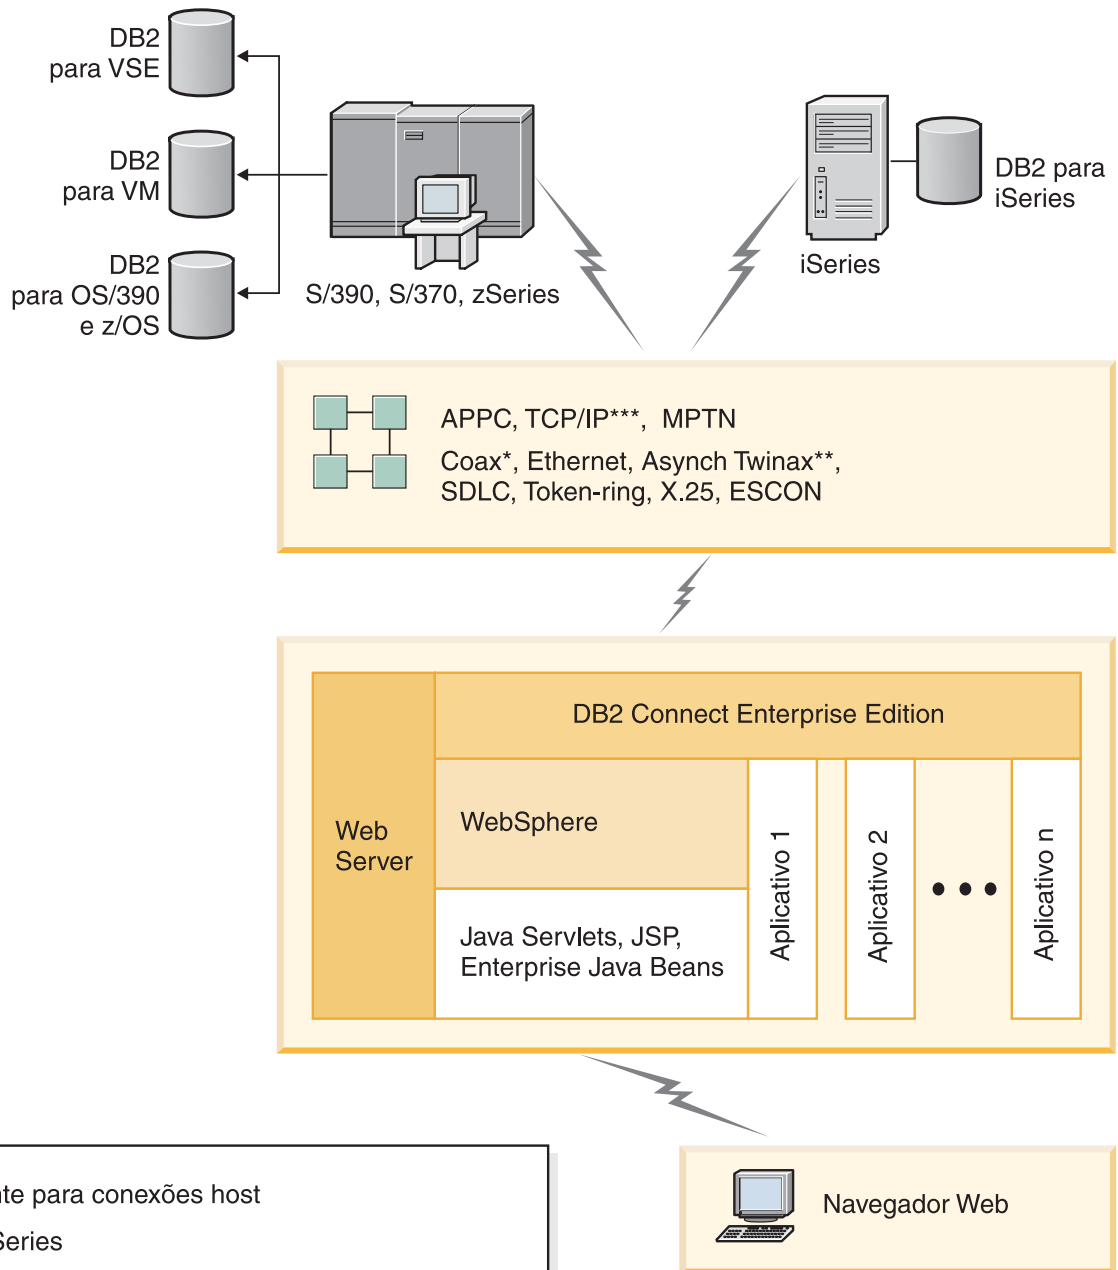 DB2
para VSE
DB2
para VM
DB2
para OS/390
e z/OS
S/390, S/370, zSeries
iSeries
DB2 para
iSeries
APPC, TCP/IP***, MPTN
Coax*, Ethernet, Asynch Twinax**,
SDLC, Token-ring, X.25, ESCON
DB2 Connect Enterprise Edition
Web
Server
WebSphere
Java Servlets, JSP,
Enterprise Java Beans
Aplicativo 1
Aplicativo 2
Aplicativo n
para conexões host
Navegador Web